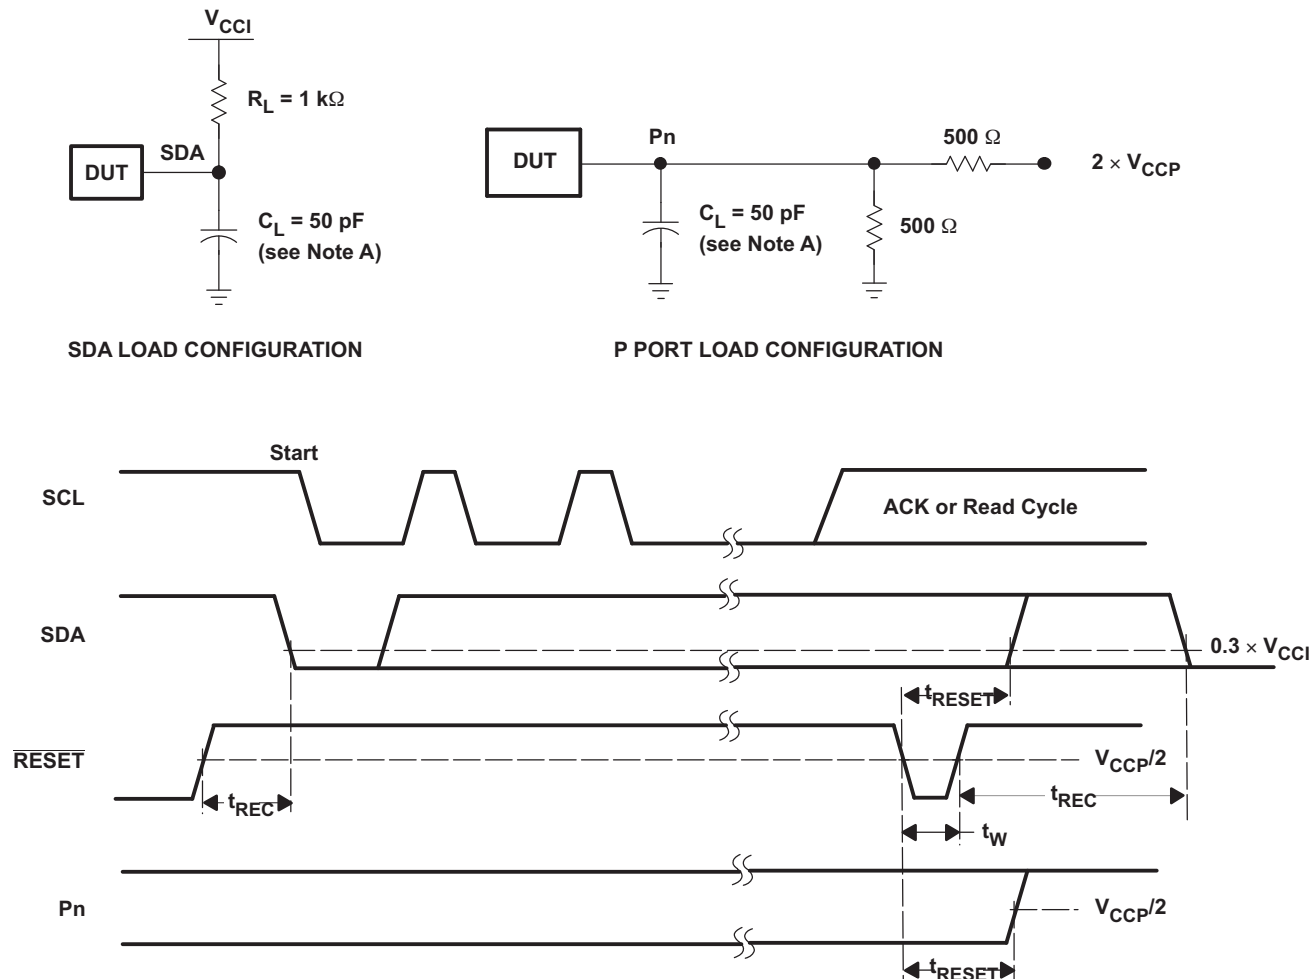 VCCI
RL = 1 kΩ
DUT
SDA
CL = 50 pF
(see Note A)
SDA LOAD CONFIGURATION
DUT
Pn
500 Ω
2 × VCCP
CL = 50 pF
(see Note A)
500 Ω
P PORT LOAD CONFIGURATION
Start
SCL
ACK or Read Cycle
SDA
0.3 × VCCI
tRESET
RESET
VCCP/2
tREC
tREC
tW
Pn
VCCP/2
tRESET